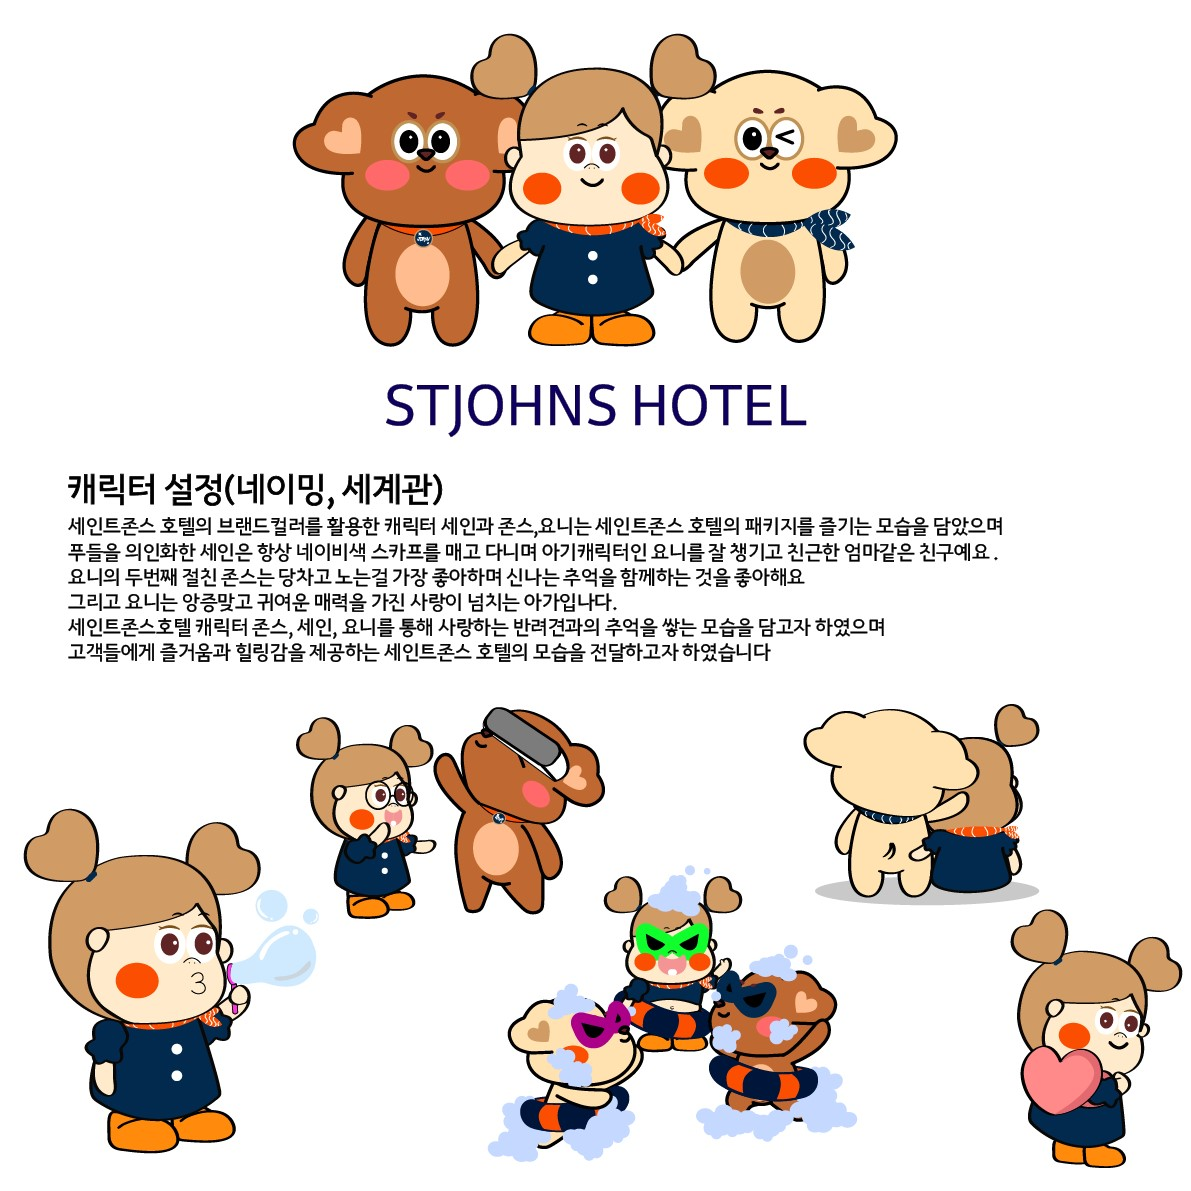 STJOHNS HOTEL
캐릭터 설정(네이밍, 세계관)
세인트존스 호텔의 브랜드컬러를 활용한 캐릭터 세인과 존스,요니는 세인트존스 호텔의 패키지를 즐기는 모습을 담았으며
푸들을 의인화한 세인은 항상 네이비색 스카프를 매고 다니며 아기캐릭터인 요니를 잘 챙기고 친근한 엄마같은 친구예요 .
요니의 두번째 절친 존스는 당차고 노는걸 가장 좋아하며 신나는 추억을 함께하는 것을 좋아해요
그리고 요니는 앙증맞고 귀여운 매력을 가진 사랑이 넘치는 아가입나다.
세인트존스호텔 캐릭터 존스, 세인, 요니를 통해 사랑하는 반려견과의 추억을 쌓는 모습을 담고자 하였으며
고객들에게 즐거움과 힐링감을 제공하는 세인트존스 호텔의 모습을 전달하고자 하였습니다